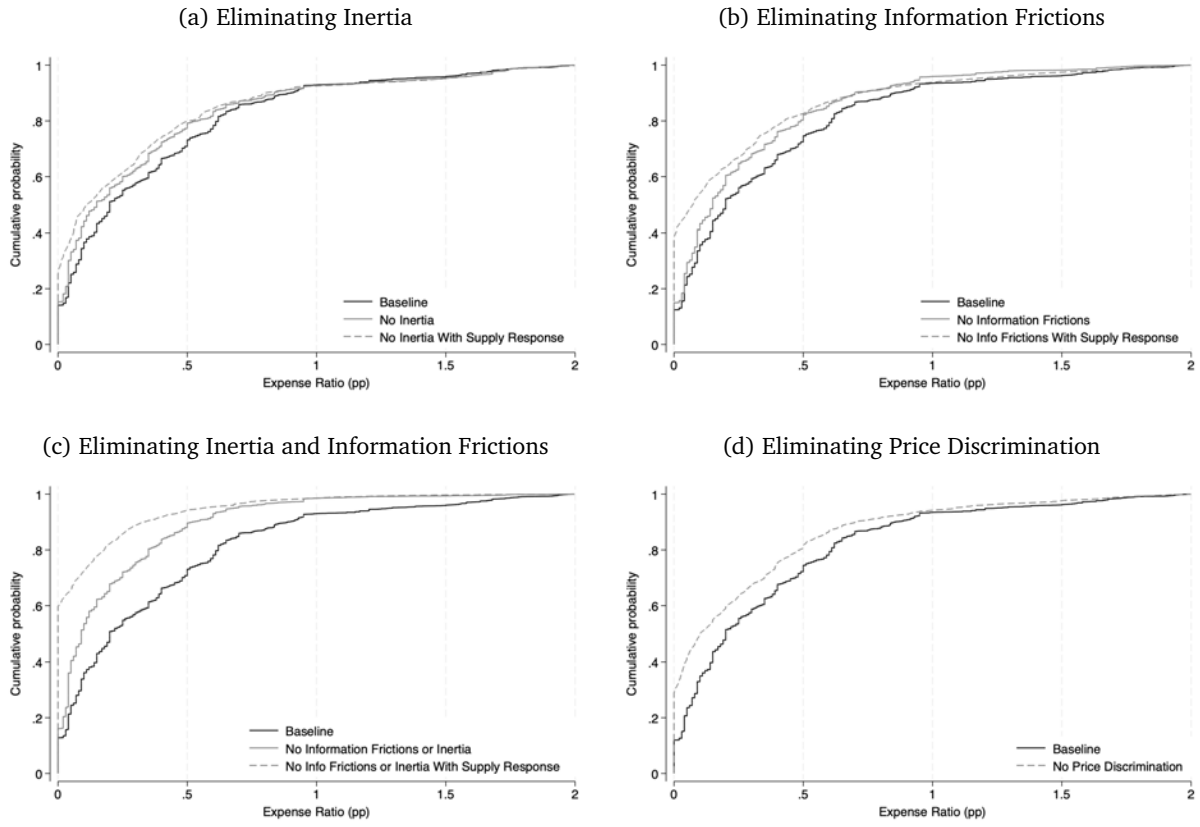 (a) Eliminating Inertia
Cumulative probability
1
.8
.6
.4
.2
0
Baseline
No Inertia
No Inertia With Supply Response
0 .5 1 1.5 2
Expense Ratio (pp)
(b) Eliminating Information Frictions
Cumulative probability
1
.8
.6
.4
.2
0
Baseline
No Information Frictions
No Info Frictions With Supply Response
0 .5 1 1.5 2
Expense Ratio (pp)
(c) Eliminating Inertia and Information Frictions
Cumulative probability
1
.8
.6
.4
.2
0
Baseline
No Information Frictions or Inertia
No Info Frictions or Inertia With Supply Response
0 .5 1 1.5 2
Expense Ratio (pp)
(d) Eliminating Price Discrimination
Cumulative probability
1
.8
.6
.4
.2
0
Baseline
No Price Discrimination
0 .5 1 1.5 2
Expense Ratio (pp)